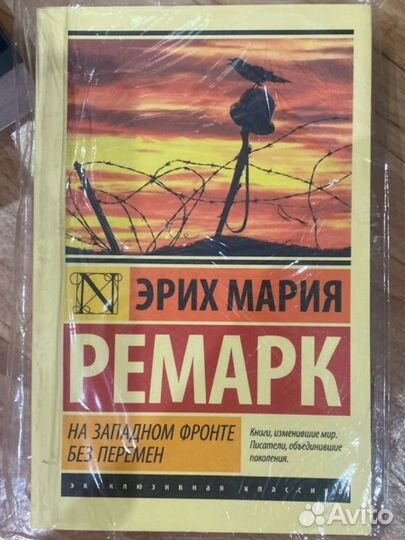 N
ЭРИХ МАРИЯ
РЕМАРК
НА ЗАПАДНОМ ФРОНТЕ
БЕЗ ПЕРЕМЕН
Книги, изменившие мир.
Писатели, объединившие
поколения.
эксклюзивная классика
Avito